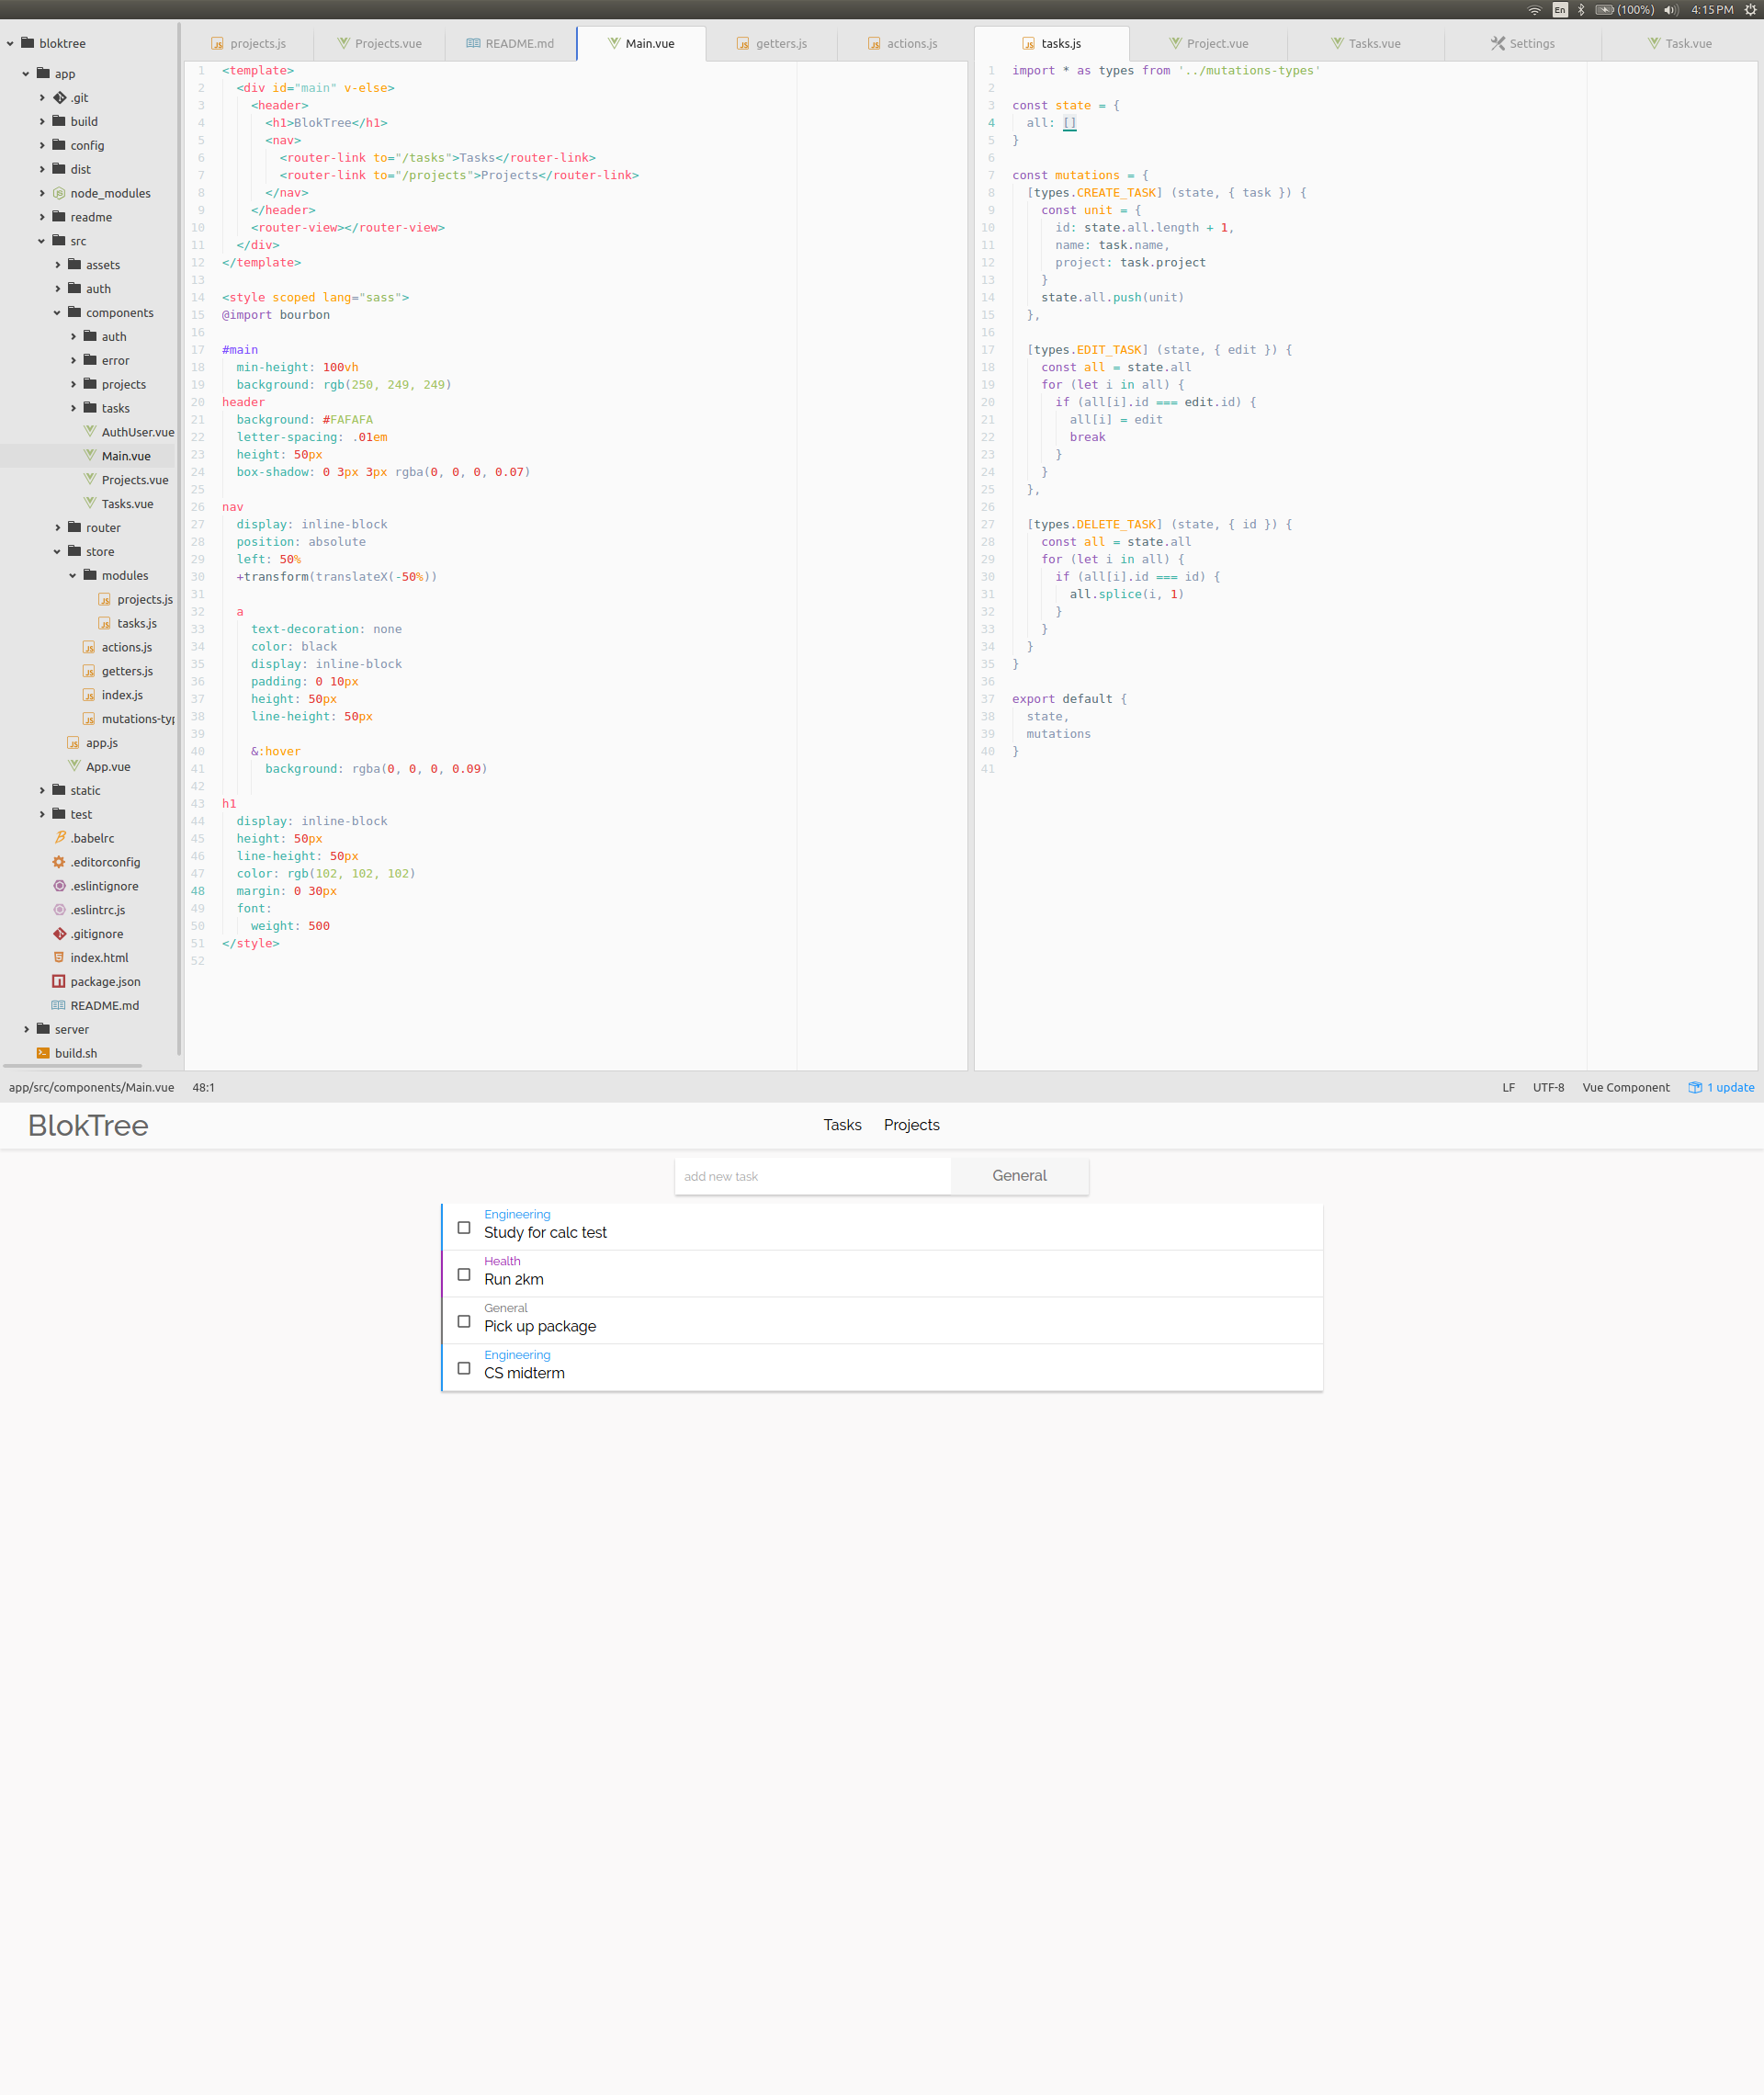 En (100%) 4:15 PM
bloktree
app
.git
build
config
dist
node_modules
readme
src
assets
auth
components
auth
error
projects
tasks
AuthUser.vue
Main.vue
Projects.vue
Tasks.vue
router
store
modules
projects.js
tasks.js
actions.js
getters.js
index.js
mutations-typ
app.js
App.vue
static
test
.babelrc
.editorconfig
.eslintignore
.eslintrc.js
.gitignore
index.html
package.json
README.md
server
build.sh
projects.js Projects.vue README.md Main.vue getters.js actions.js
1 <template>
2 <div id="main" v-else>
3 <header>
4 <h1>BlokTree</h1>
5 <nav>
6 <router-link to="/tasks">Tasks</router-link>
7 <router-link to="/projects">Projects</router-link>
8 </nav>
9 </header>
10 <router-view></router-view>
11 </div>
12 </template>
13
14 <style scoped lang="sass">
15 @import bourbon
16
17 #main
18 min-height: 100vh
19 background: rgb(250, 249, 249)
20 header
21 background: #FAFAFA
22 letter-spacing: .01em
23 height: 50px
24 box-shadow: 0 3px 3px rgba(0, 0, 0, 0.07)
25
26 nav
27 display: inline-block
28 position: absolute
29 left: 50%
30 +transform(translateX(-50%))
31
32 a
33 text-decoration: none
34 color: black
35 display: inline-block
36 padding: 0 10px
37 height: 50px
38 line-height: 50px
39
40 &:hover
41 background: rgba(0, 0, 0, 0.09)
42
43 h1
44 display: inline-block
45 height: 50px
46 line-height: 50px
47 color: rgb(102, 102, 102)
48 margin: 0 30px
49 font:
50 weight: 500
51 </style>
52
tasks.js Project.vue Tasks.vue Settings Task.vue
1 import * as types from '../mutations-types'
2
3 const state = {
4 all: []
5 }
6
7 const mutations = {
8 [types.CREATE_TASK] (state, { task }) {
9 const unit = {
10 id: state.all.length + 1,
11 name: task.name,
12 project: task.project
13 }
14 state.all.push(unit)
15 },
16
17 [types.EDIT_TASK] (state, { edit }) {
18 const all = state.all
19 for (let i in all) {
20 if (all[i].id === edit.id) {
21 all[i] = edit
22 break
23 }
24 }
25 },
26
27 [types.DELETE_TASK] (state, { id }) {
28 const all = state.all
29 for (let i in all) {
30 if (all[i].id === id) {
31 all.splice(i, 1)
32 }
33 }
34 }
35 }
36
37 export default {
38 state,
39 mutations
40 }
41
app/src/components/Main.vue 48:1 LF UTF-8 Vue Component 1 update
BlokTree Tasks Projects
add new task General
Engineering
Study for calc test
Health
Run 2km
General
Pick up package
Engineering
CS midterm